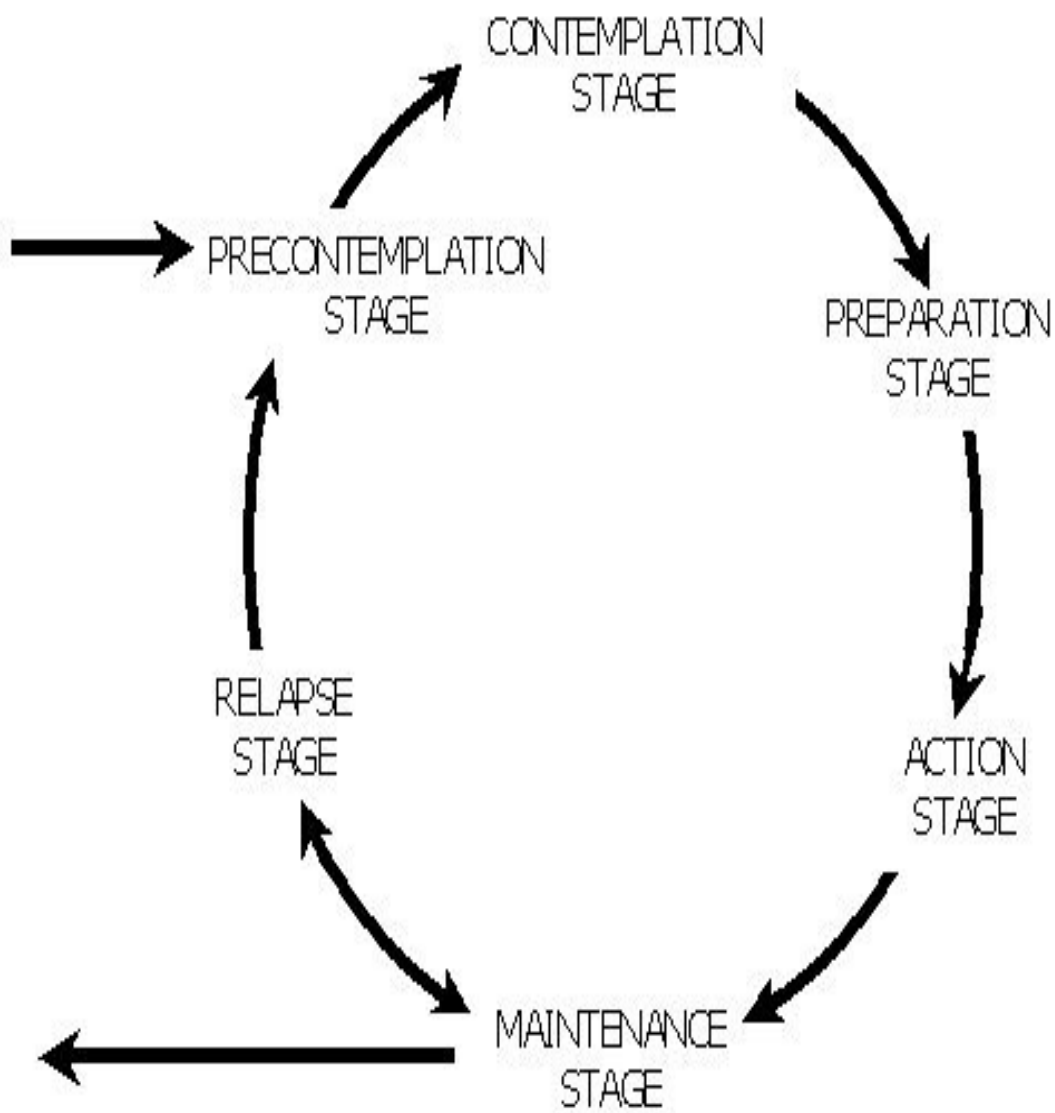 CONTEMPLATION
STAGE
PRECONTEMPLATION
STAGE
PREPARATION
STAGE
RELAPSE
STAGE
ACTION
STAGE
MAINTENANCE
STAGE